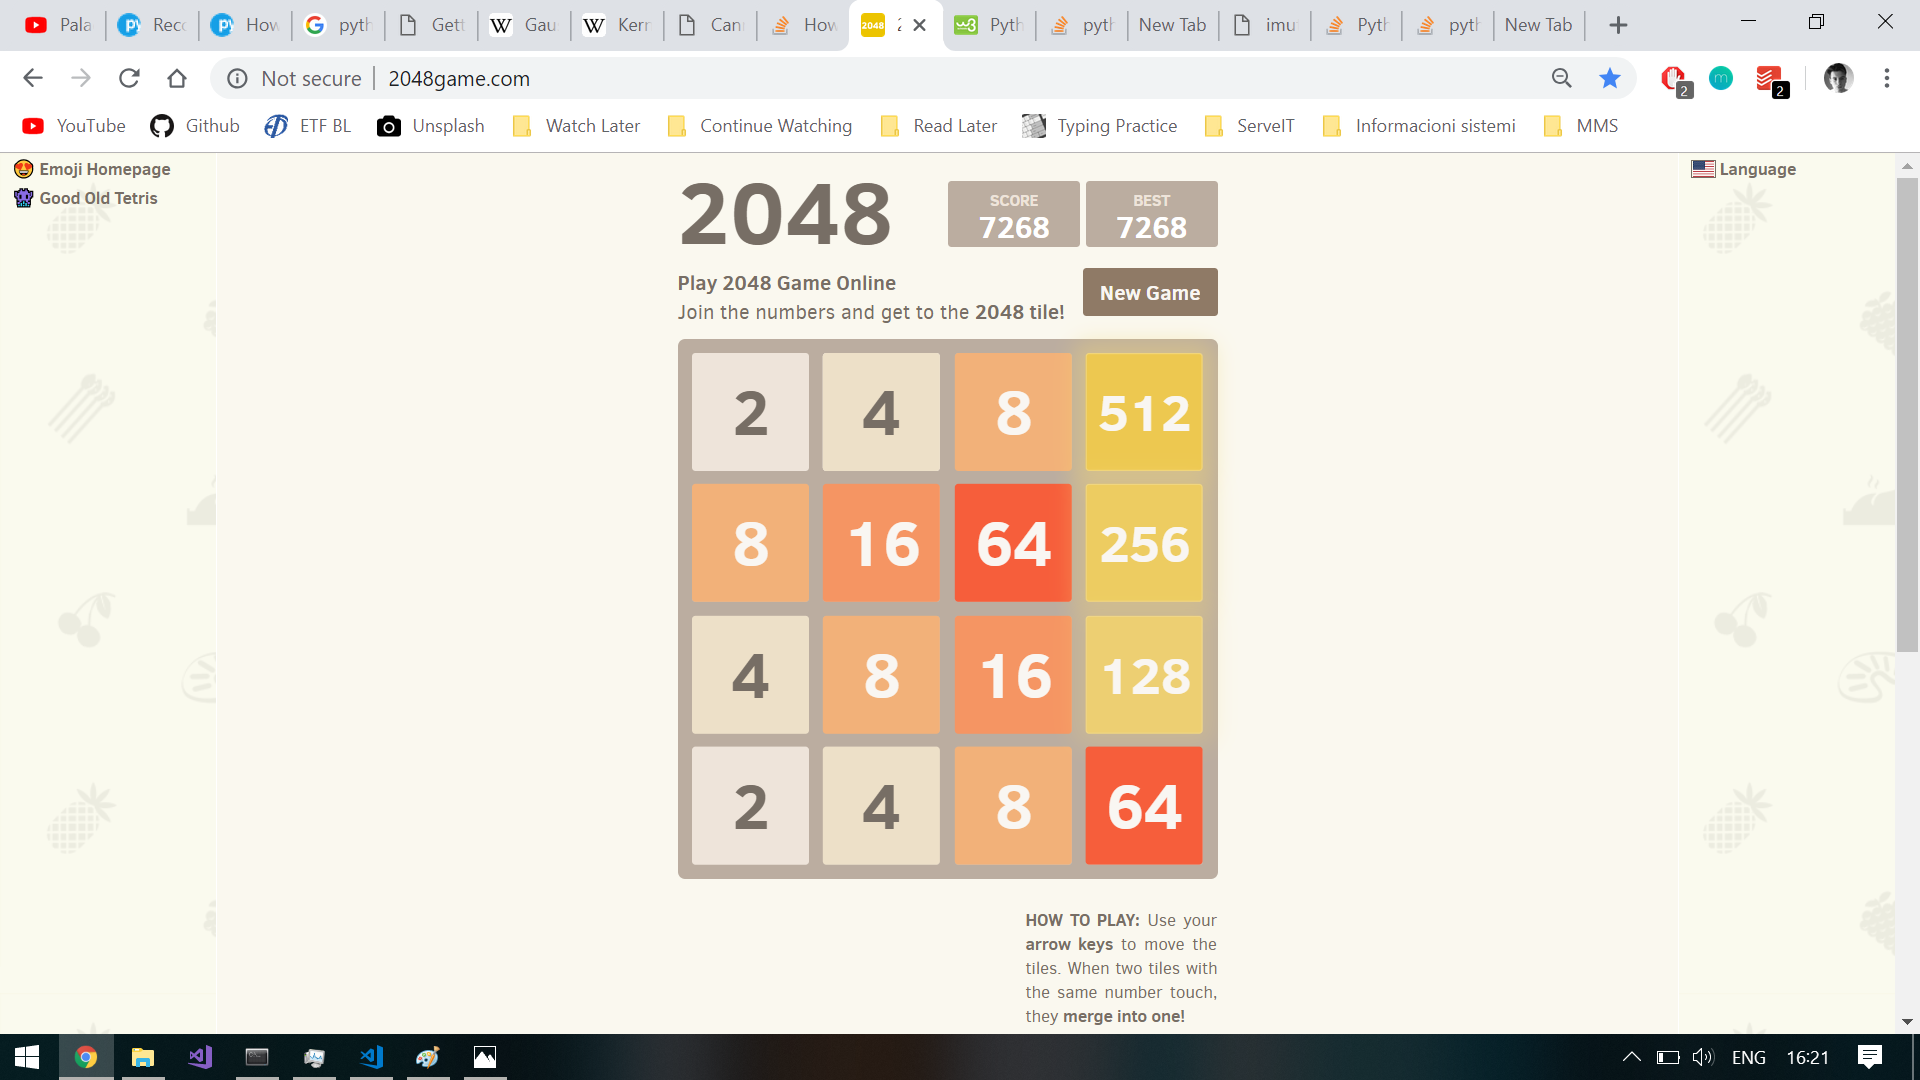 Pala
Reco
How
pyth
Gett
Gau
Kern
Can
How
2048
Pyth
pyth
New Tab
imu
Pyth
pyth
New Tab
Not secure
2048game.com
2
2
YouTube
Github
ETF BL
Unsplash
Watch Later
Continue Watching
Read Later
Typing Practice
ServeIT
Informacioni sistemi
MMS
Emoji Homepage
Good Old Tetris
Language
2048
SCORE
7268
BEST
7268
Play 2048 Game Online
Join the numbers and get to the 2048 tile!
New Game
2 4 8 512
8 16 64 256
4 8 16 128
2 4 8 64
HOW TO PLAY: Use your
arrow keys to move the
tiles. When two tiles with
the same number touch,
they merge into one!
ENG
16:21